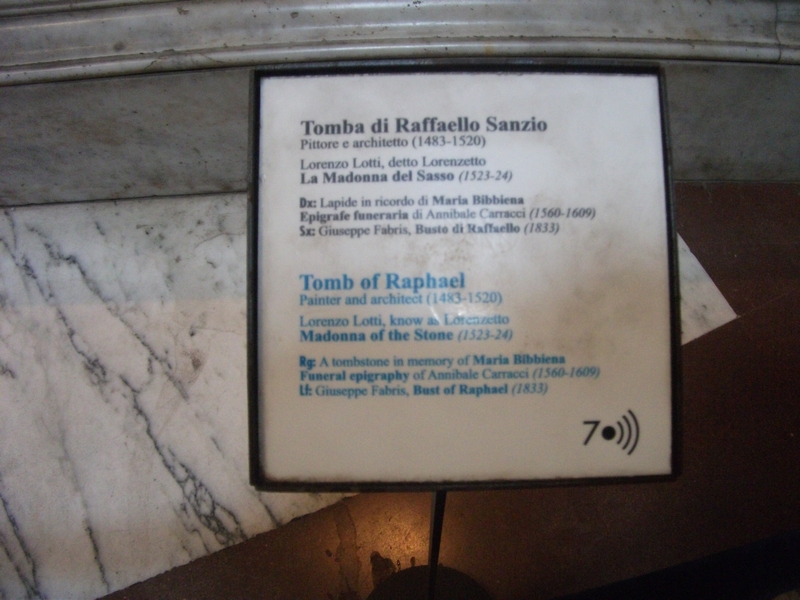 Tomba di Raffaello Sanzio
Pittore e architetto (1483-1520)
Lorenzo Lotti, detto Lorenzetto
La Madonna del Sasso (1523-24)
Dx: Lapide in ricordo di Maria Bibbiena
Epigrafe funeraria di Annibale Carracci (1560-1609)
Sx: Giuseppe Fabris, Busto di Raffaello (1833)
Tomb of Raphael
Painter and architect (1483-1520)
Lorenzo Lotti, know as Lorenzetto
Madonna of the Stone (1523-24)
Rg: A tombstone in memory of Maria Bibbiena
Funeral epigraphy of Annibale Carracci (1560-1609)
Lf: Giuseppe Fabris, Bust of Raphael (1833)
7